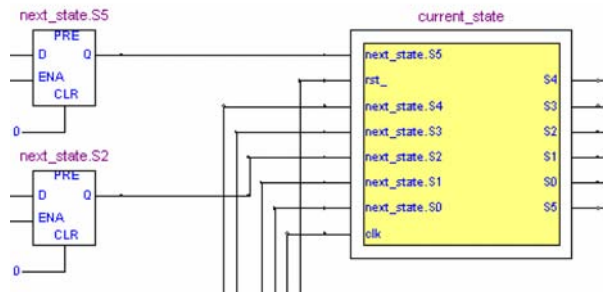 next_state.S5
PRE
D Q
ENA
CLR
0
next_state.S2
PRE
D Q
ENA
CLR
0
current_state
next_state.S5
rst_ S4
next_state.S4 S3
next_state.S3 S2
next_state.S2 S1
next_state.S1 S0
next_state.S0 S5
clk